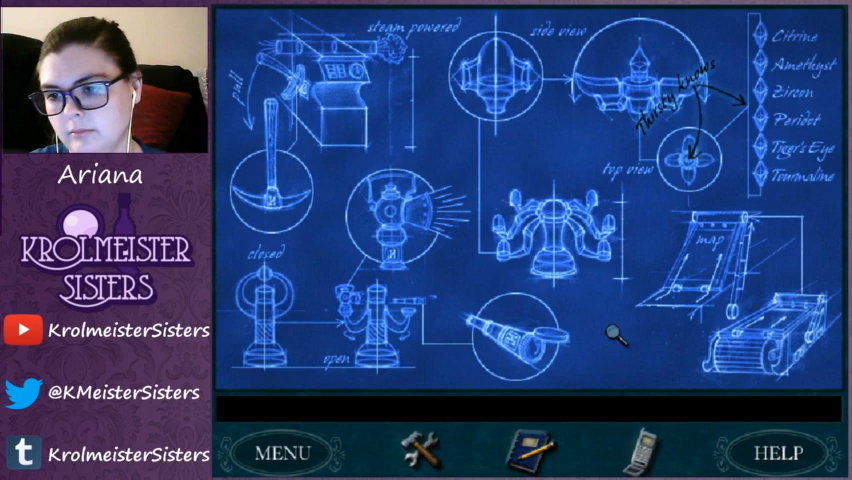 Ariana
KROLMEISTER
SISTERS
KrolmeisterSisters
@KMeisterSisters
KrolmeisterSisters
steam powered
pull
side view
Thirsty knows
Citrine
Amethyst
Zircon
Peridot
Tiger's Eye
Tourmaline
top view
map
closed
open
MENU
HELP